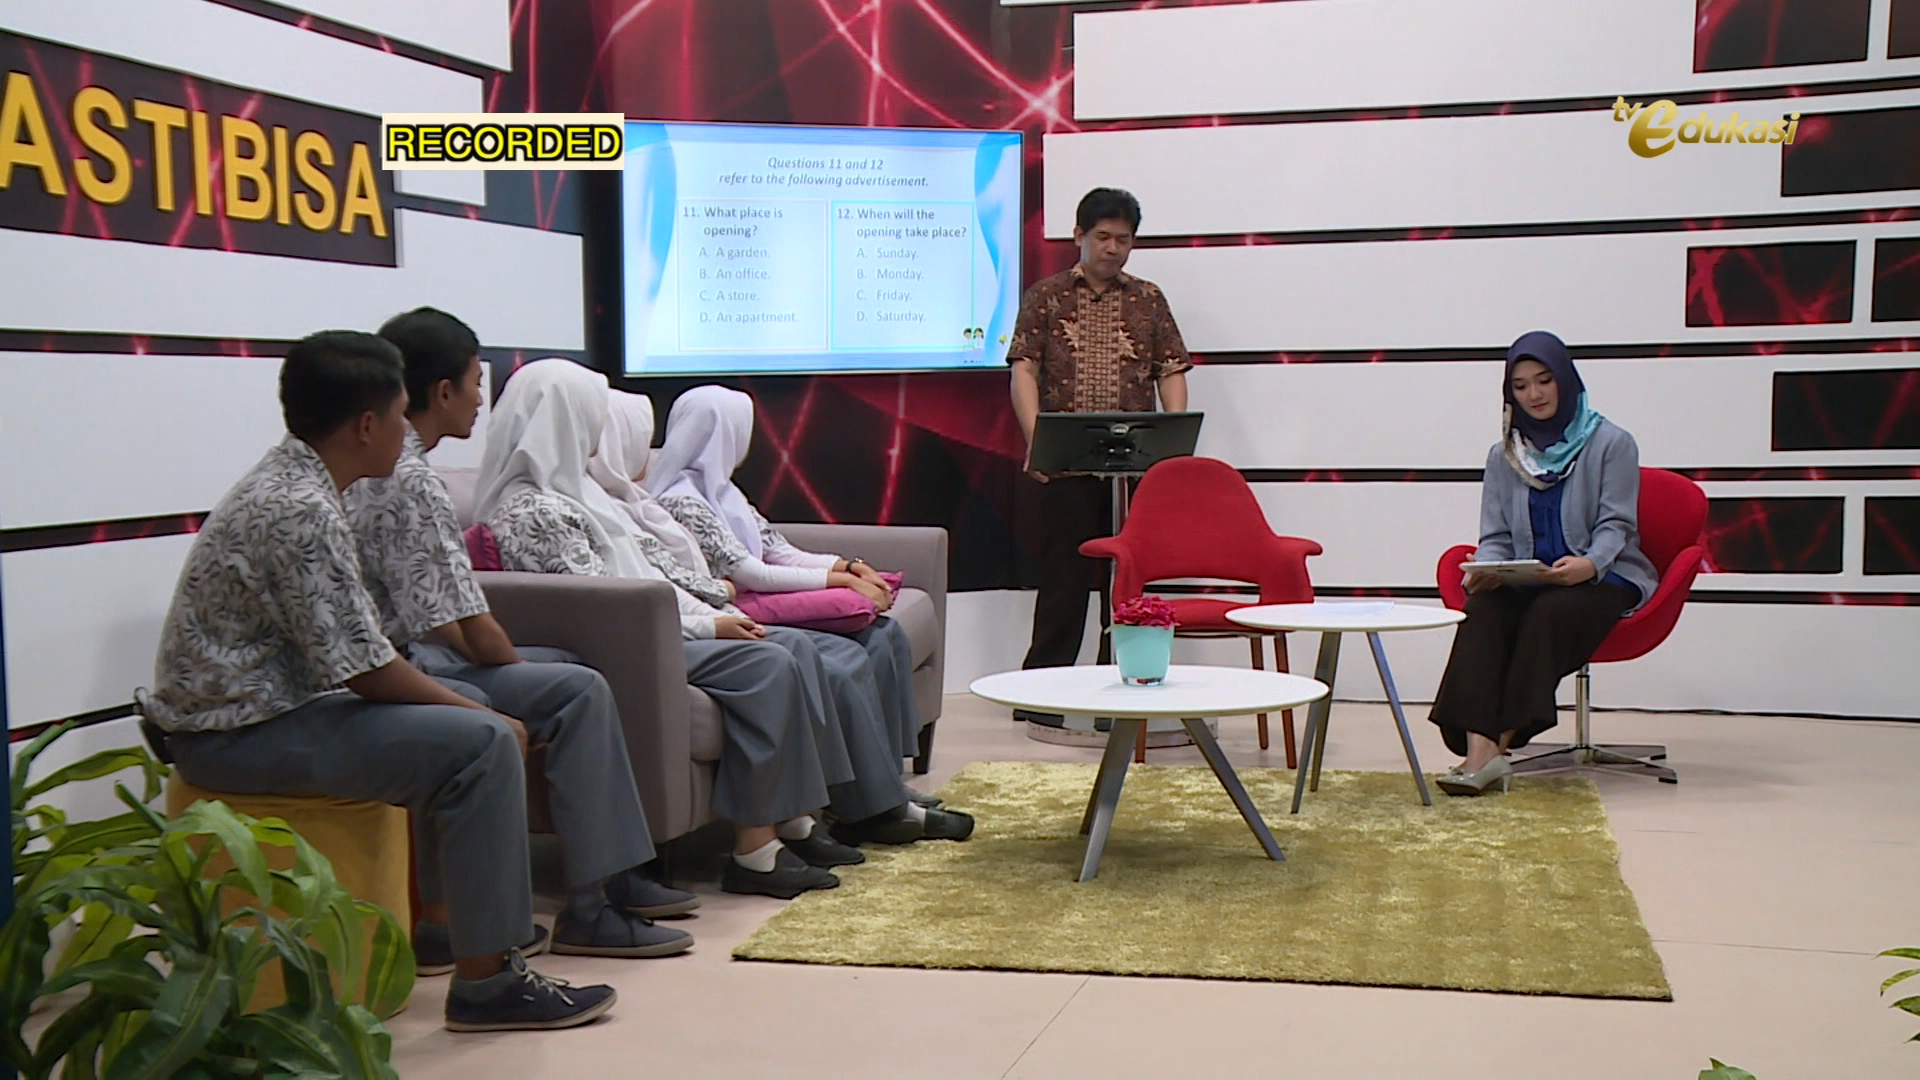 ASTIBISA
RECORDED
tv edukasi
Questions 11 and 12
refer to the following advertisement.
11. What place is
opening?
A. A garden.
B. An office.
C. A store.
D. An apartment.
12. When will the
opening take place?
A. Sunday.
B. Monday.
C. Friday.
D. Saturday.